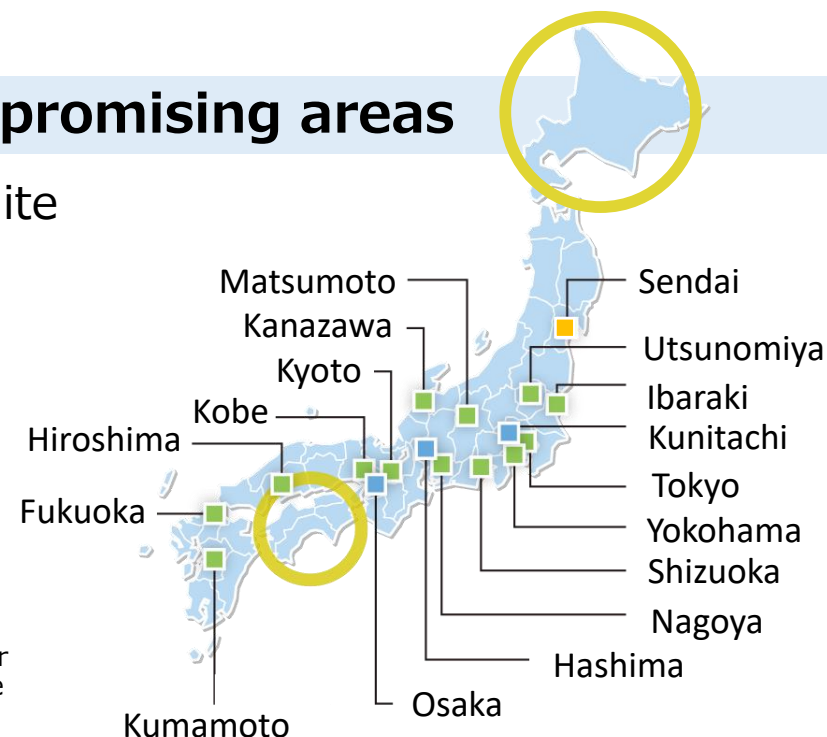 promising areas
ite
Matsumoto
Kanazawa
Kyoto
Kobe
Hiroshima
Fukuoka
Sendai
Utsunomiya
Ibaraki
Kunitachi
Tokyo
Yokohama
Shizuoka
Nagoya
Hashima
Osaka
Kumamoto
r
e